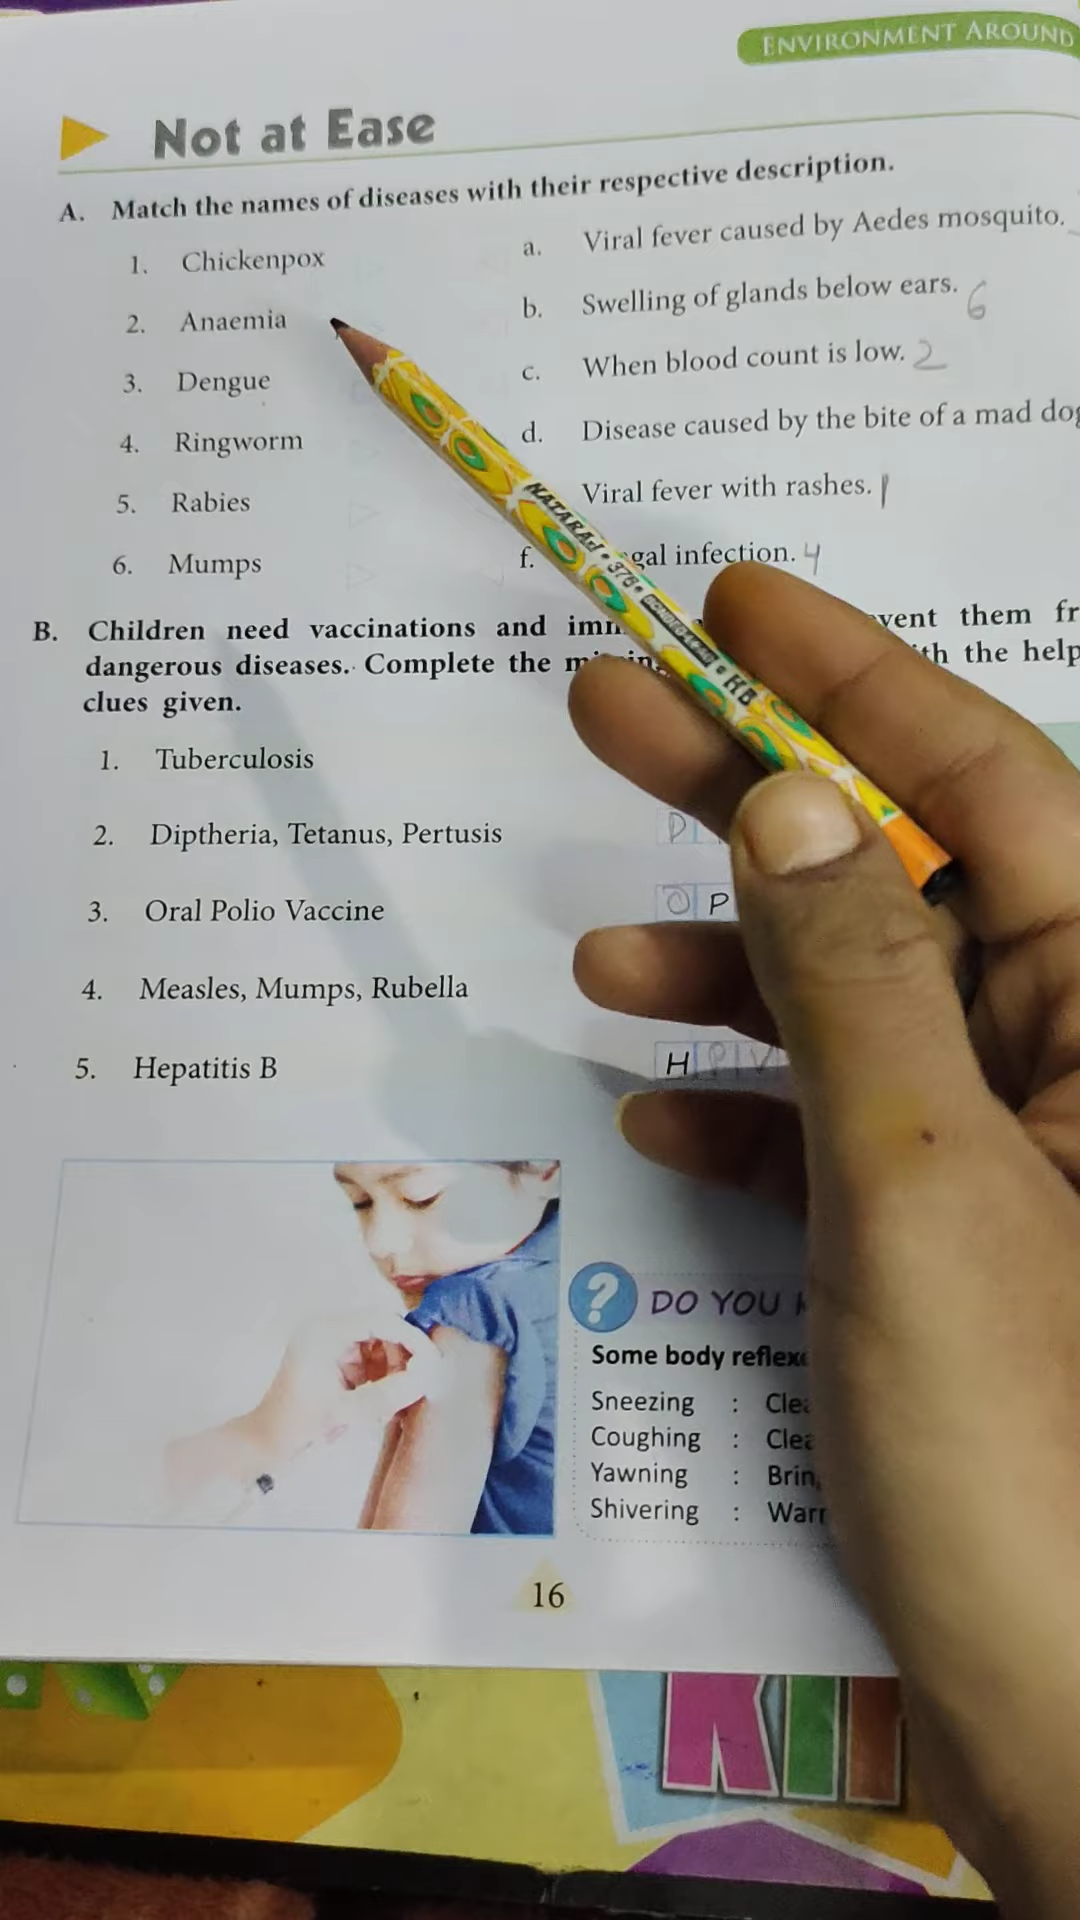 ENVIRONMENT AROUND
Not at Ease
A. Match the names of diseases with their respective description.
1. Chickenpox
a. Viral fever caused by Aedes mosquito.
2. Anaemia
b. Swelling of glands below ears. 6
3. Dengue
c. When blood count is low. 2
4. Ringworm
d. Disease caused by the bite of a mad
5. Rabies
Viral fever with rashes. 1
6. Mumps
f. infection. 4
B. Children need vaccinations and them
dangerous diseases. Complete the the help
clues given.
1. Tuberculosis
2. Diptheria, Tetanus, Pertusis
D
3. Oral Polio Vaccine
O P
4. Measles, Mumps, Rubella
5. Hepatitis B
H P V
NATARAJ • 376 • BONDED LEAD • HB
? DO YOU
Some body
Sneezing :
Coughing :
Yawning :
Shivering :
16